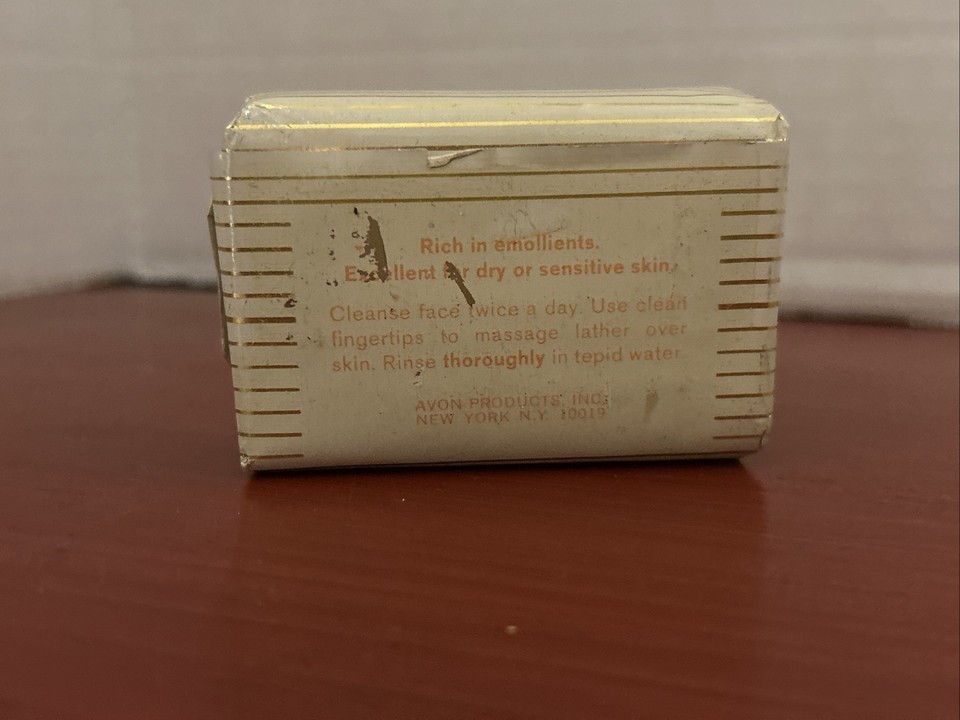 Rich in emollients.
Excellent for dry or sensitive skin.
Cleanse face twice a day. Use clean
fingertips to massage lather over
skin. Rinse thoroughly in tepid water.
AVON PRODUCTS, INC.
NEW YORK N.Y. 10019